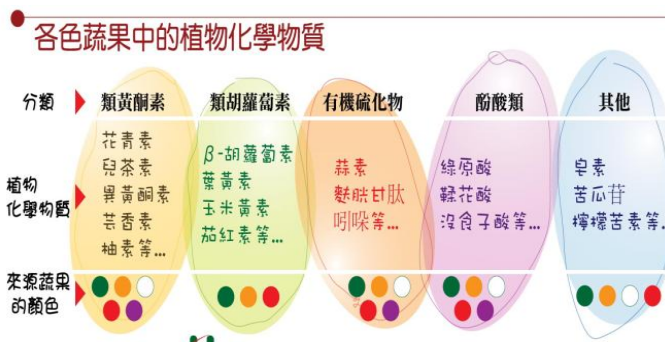 各色蔬果中的植物化學物質
分類
類黃酮素
類胡蘿蔔素
有機硫化物
酚酸類
其他
植物
化學物質
花青素
兒茶素
異黃酮素
芸香素
柚素等...
β-胡蘿蔔素
葉黃素
玉米黃素
茄紅素等...
蒜素
麩胱甘肽
吲哚等...
綠原酸
鞣花酸
沒食子酸等...
皂素
苦瓜苷
檸檬苦素等...
來源蔬果
的顏色